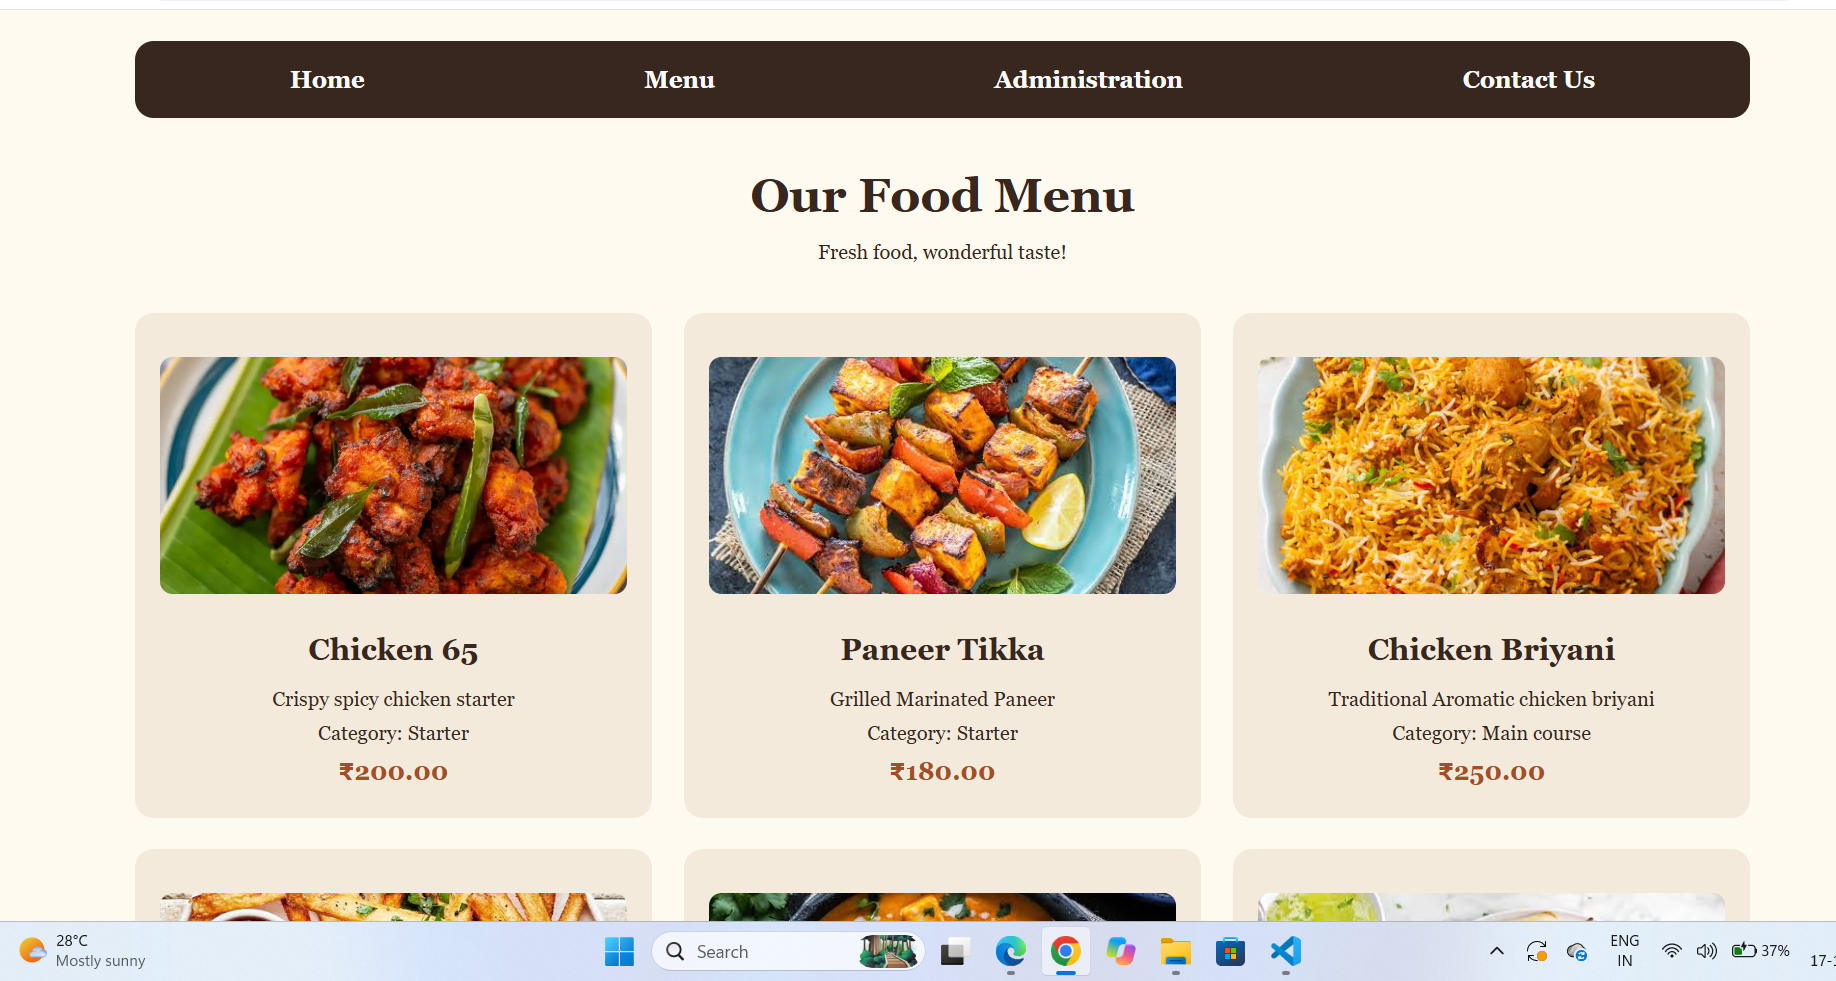 Home Menu Administration Contact Us
Our Food Menu
Fresh food, wonderful taste!
Chicken 65
Crispy spicy chicken starter
Category: Starter
₹200.00
Paneer Tikka
Grilled Marinated Paneer
Category: Starter
₹180.00
Chicken Briyani
Traditional Aromatic chicken briyani
Category: Main course
₹250.00
28°C
Mostly sunny
Search
ENG
IN
37%